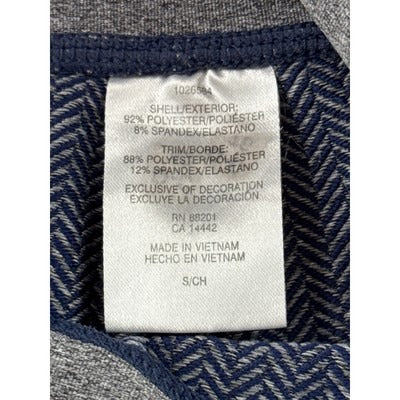 1026584
SHELL/EXTERIOR:
92% POLYESTER/POLIÉSTER
8% SPANDEX/ELASTANO
TRIM/BORDE:
88% POLYESTER/POLIÉSTER
12% SPANDEX/ELASTANO
EXCLUSIVE OF DECORATION
EXCLUYE LA DECORACIÓN
RN 88201
CA 14442
MADE IN VIETNAM
HECHO EN VIETNAM
S/CH